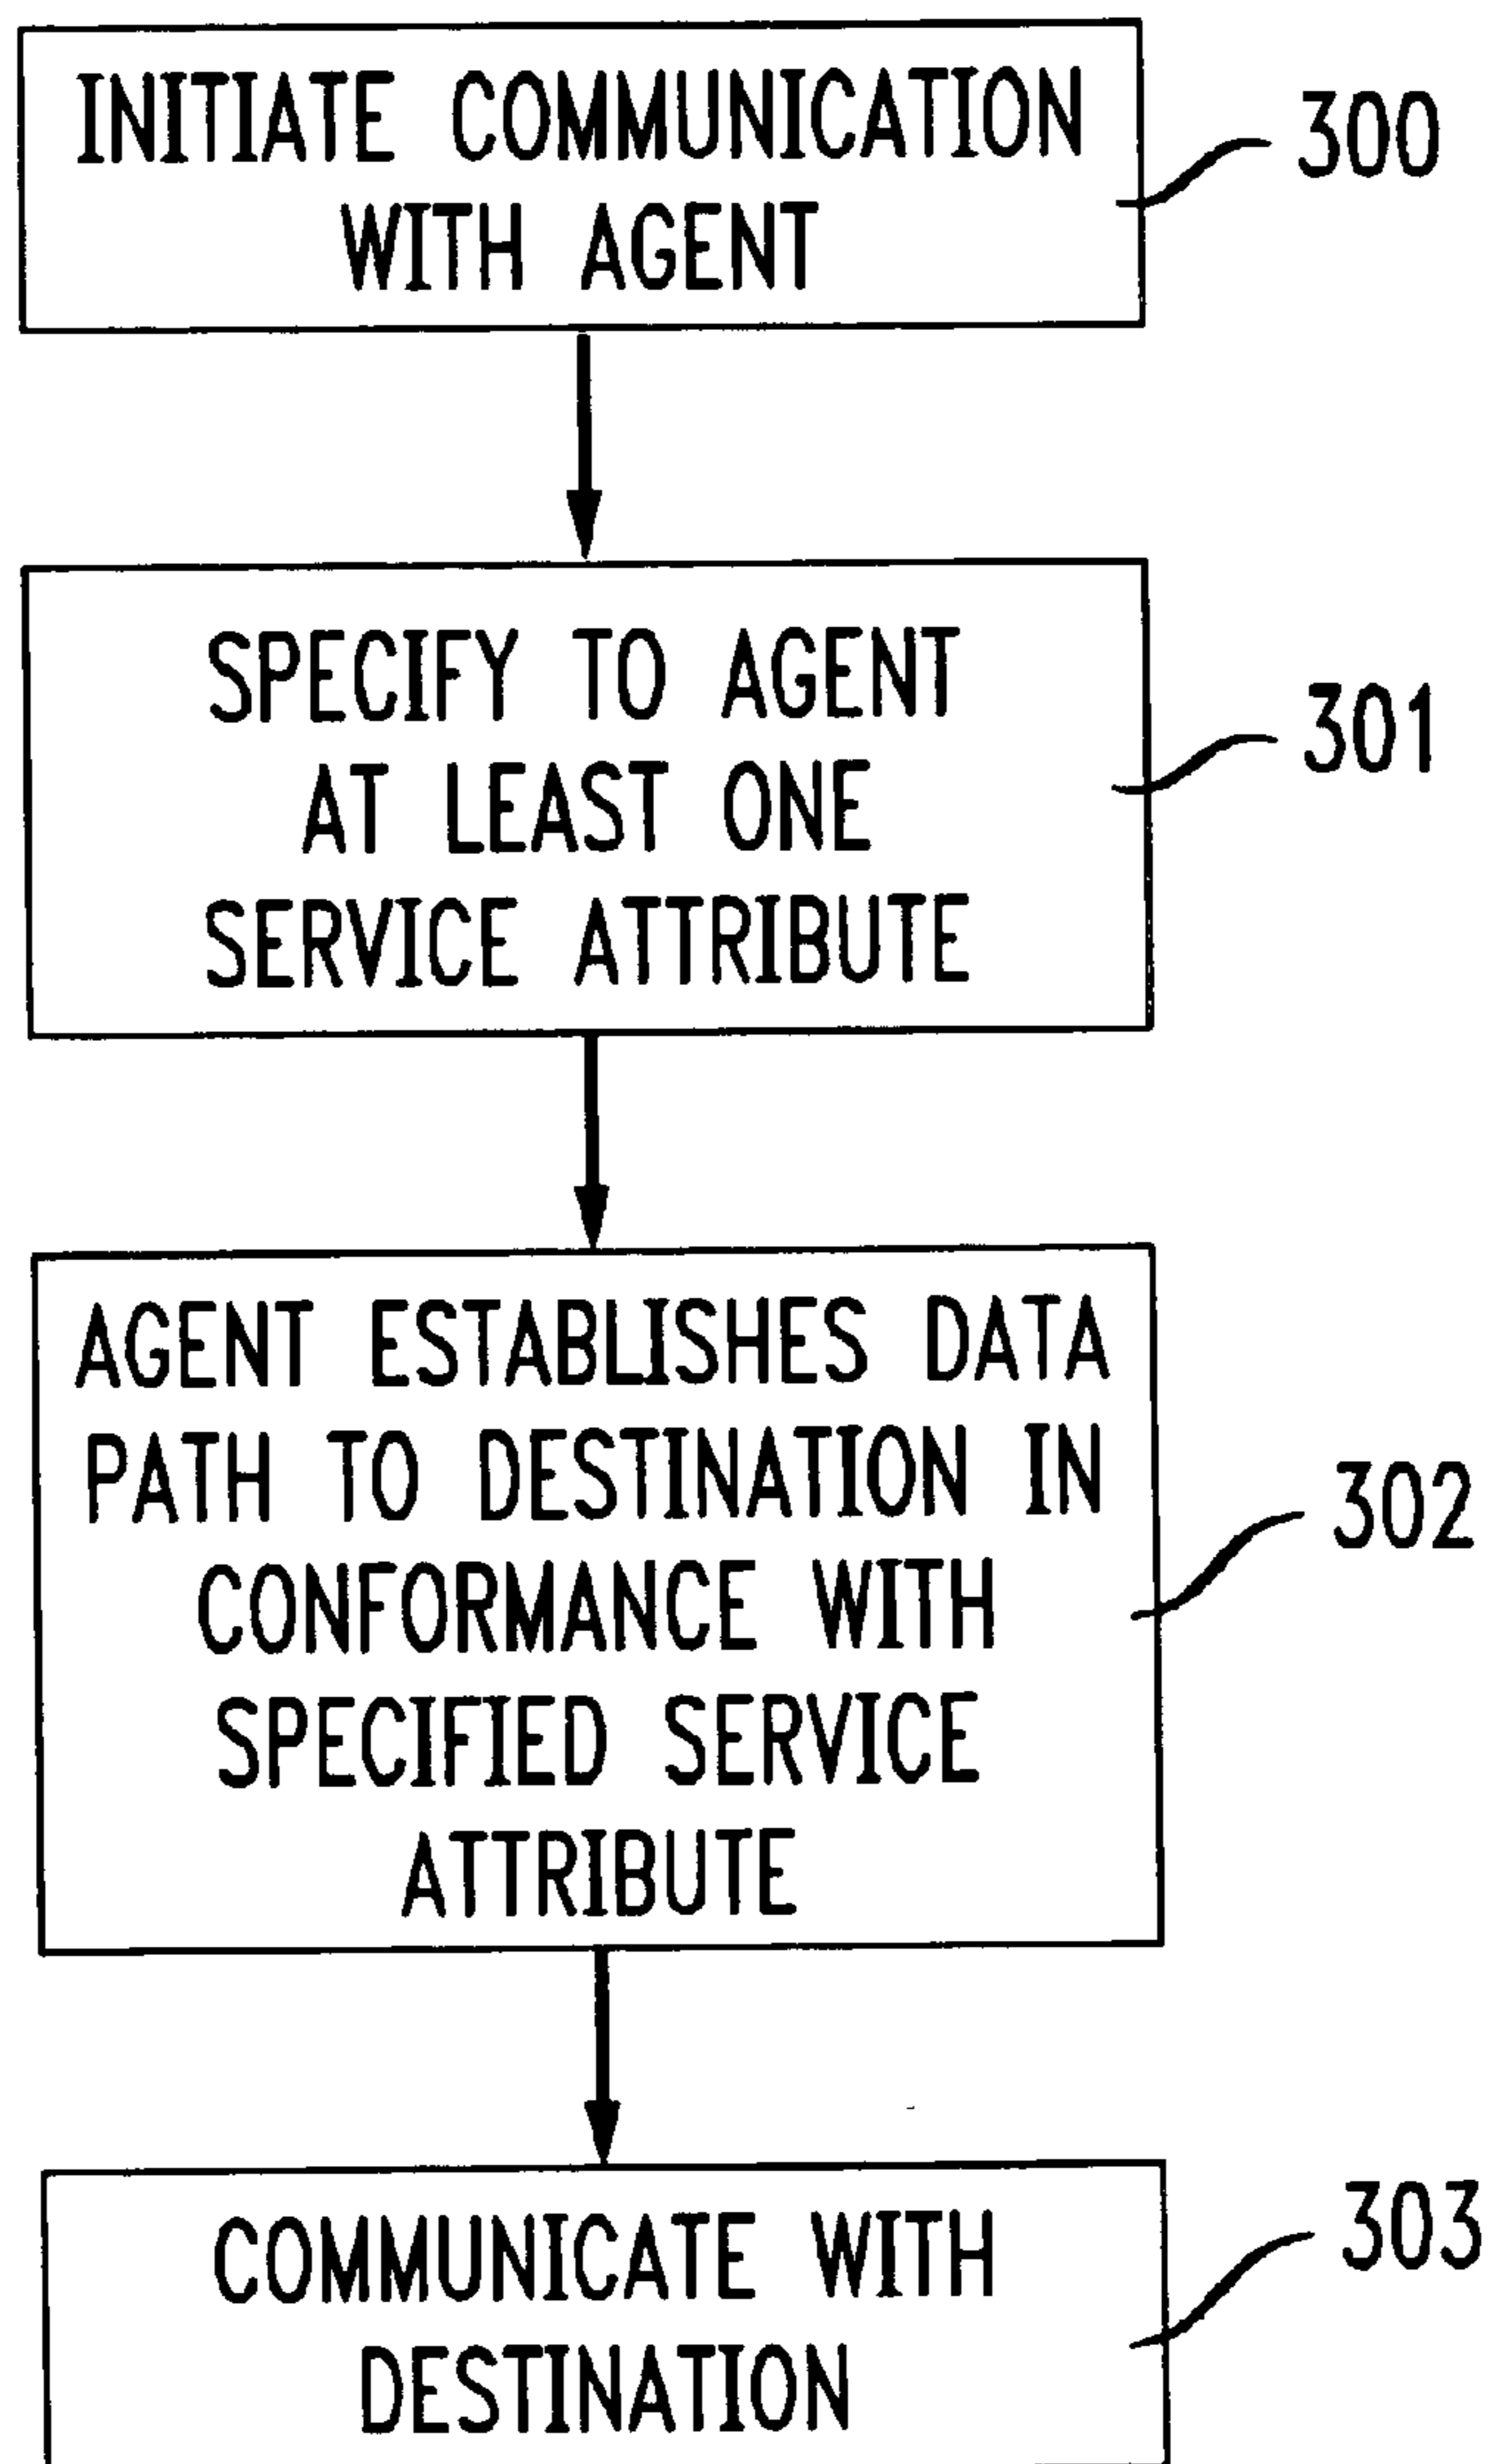 INITIATE COMMUNICATION
WITH AGENT
300
SPECIFY TO AGENT
AT LEAST ONE
SERVICE ATTRIBUTE
301
AGENT ESTABLISHES DATA
PATH TO DESTINATION IN
CONFORMANCE WITH
SPECIFIED SERVICE
ATTRIBUTE
302
COMMUNICATE WITH
DESTINATION
303